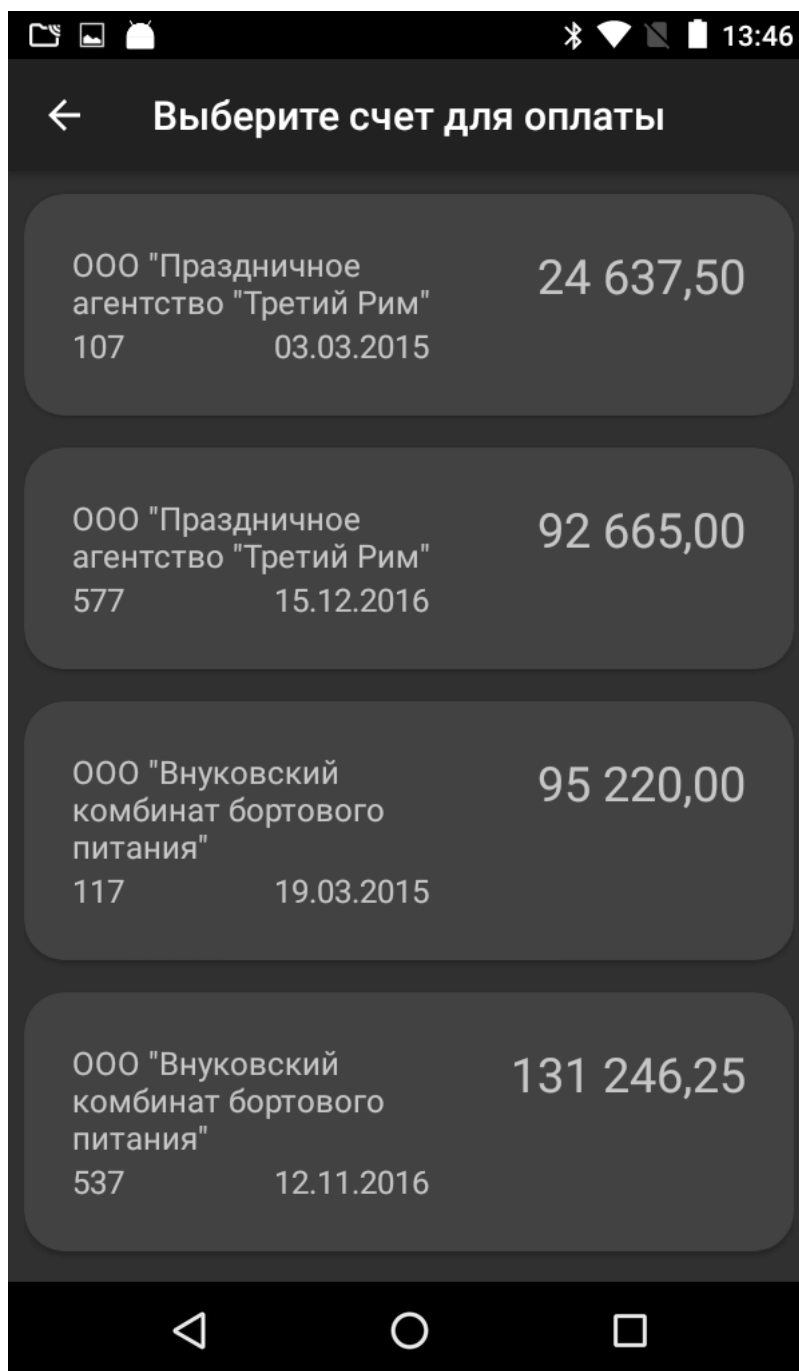 13:46
Выберите счет для оплаты
ООО "Праздничное
агентство "Третий Рим"
24 637,50
107 03.03.2015
ООО "Праздничное
агентство "Третий Рим"
92 665,00
577 15.12.2016
ООО "Внуковский
комбинат бортового
питания"
95 220,00
117 19.03.2015
ООО "Внуковский
комбинат бортового
питания"
131 246,25
537 12.11.2016